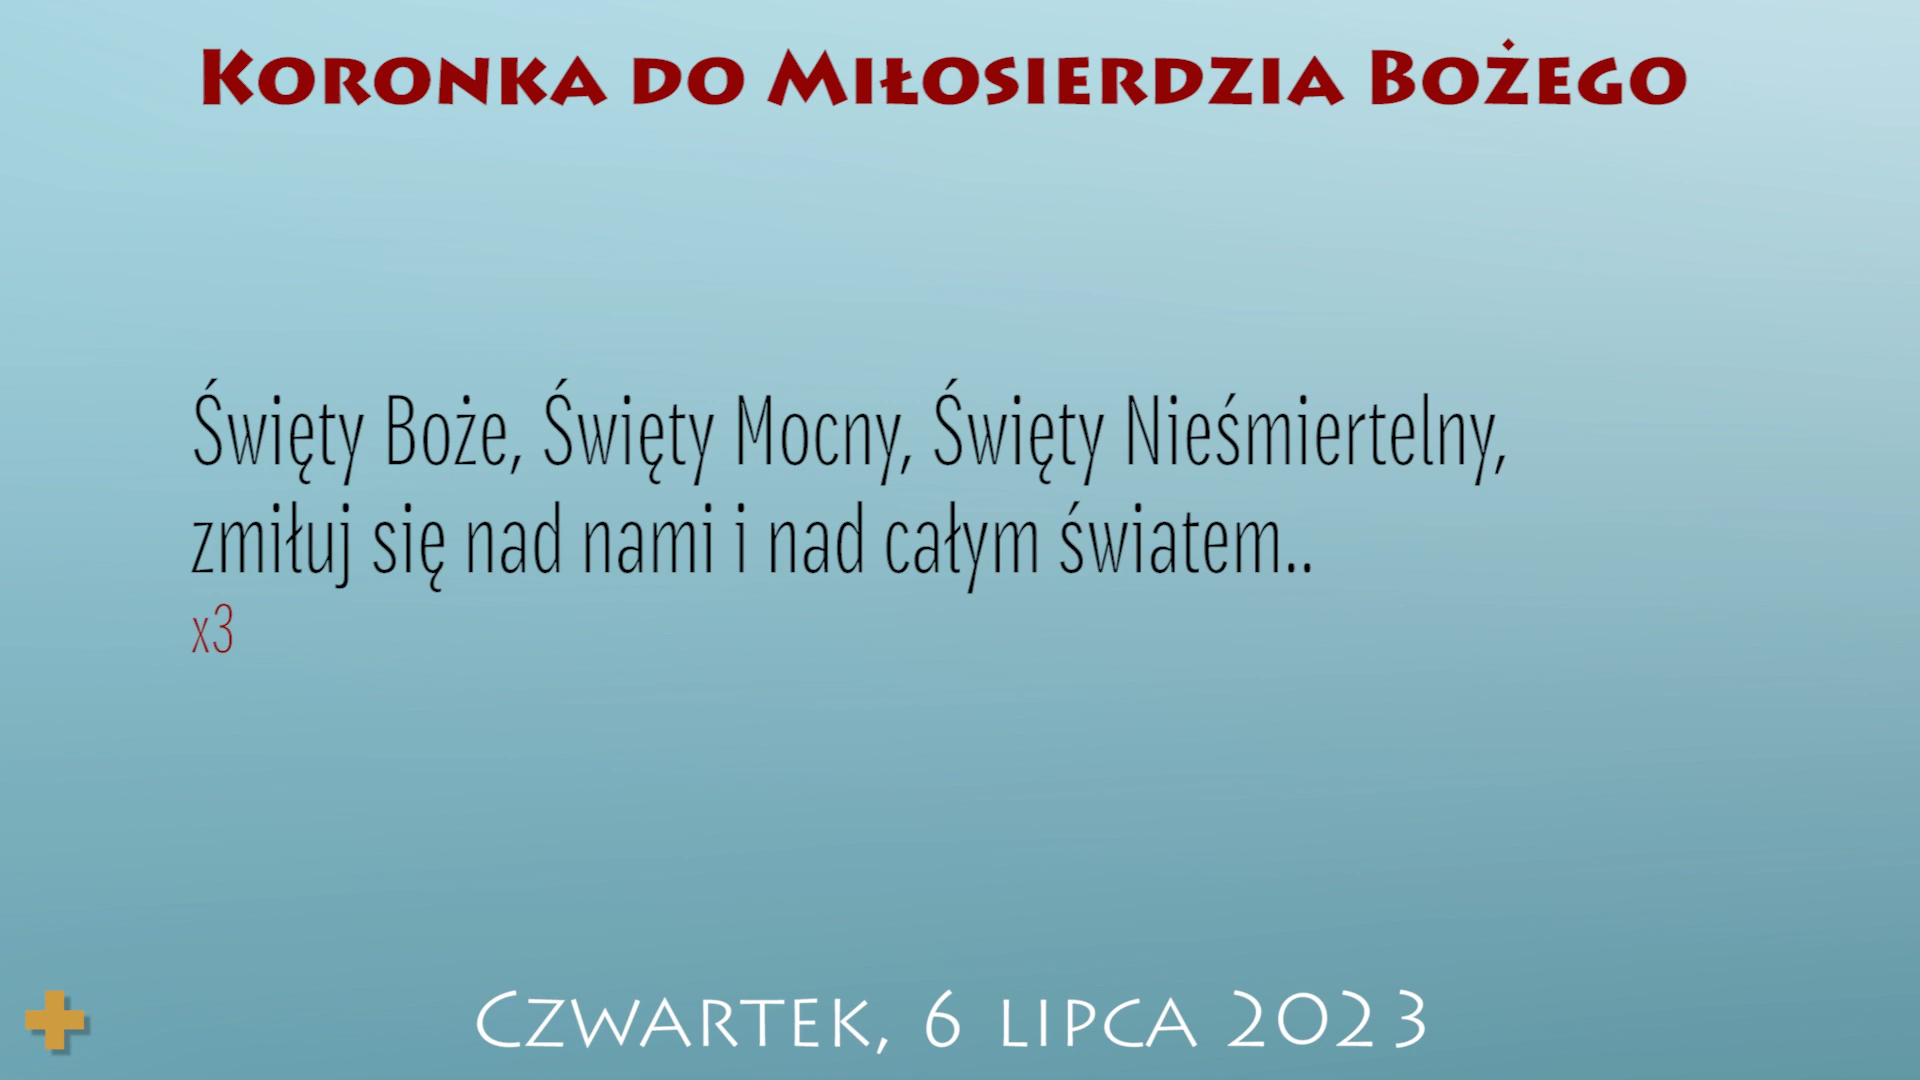 Koronka do Miłosierdzia Bożego
Święty Boże, Święty Mocny, Święty Nieśmiertelny,
zmiłuj się nad nami i nad całym światem..
x3
Czwartek, 6 lipca 2023